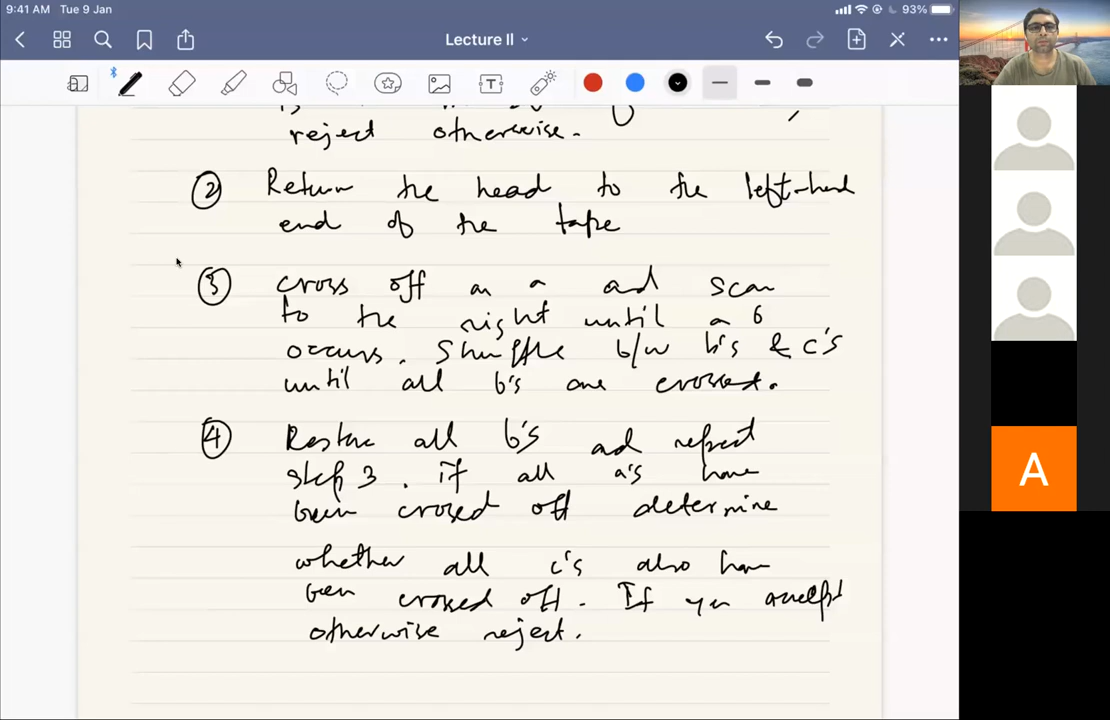 9:41 AM Tue 9 Jan
93%
Lecture II
T
reject otherwise.
② Return the head to the left-hand
end of the tape
③ cross off an a and scan
to the right until a b
occurs. Shuffle b/w b's & c's
until all b's are crossed.
④ Restore all b's and repeat
step 3. if all a's have
been crossed off determine
whether all c's also have
been crossed off. If yes accept
otherwise reject.
A